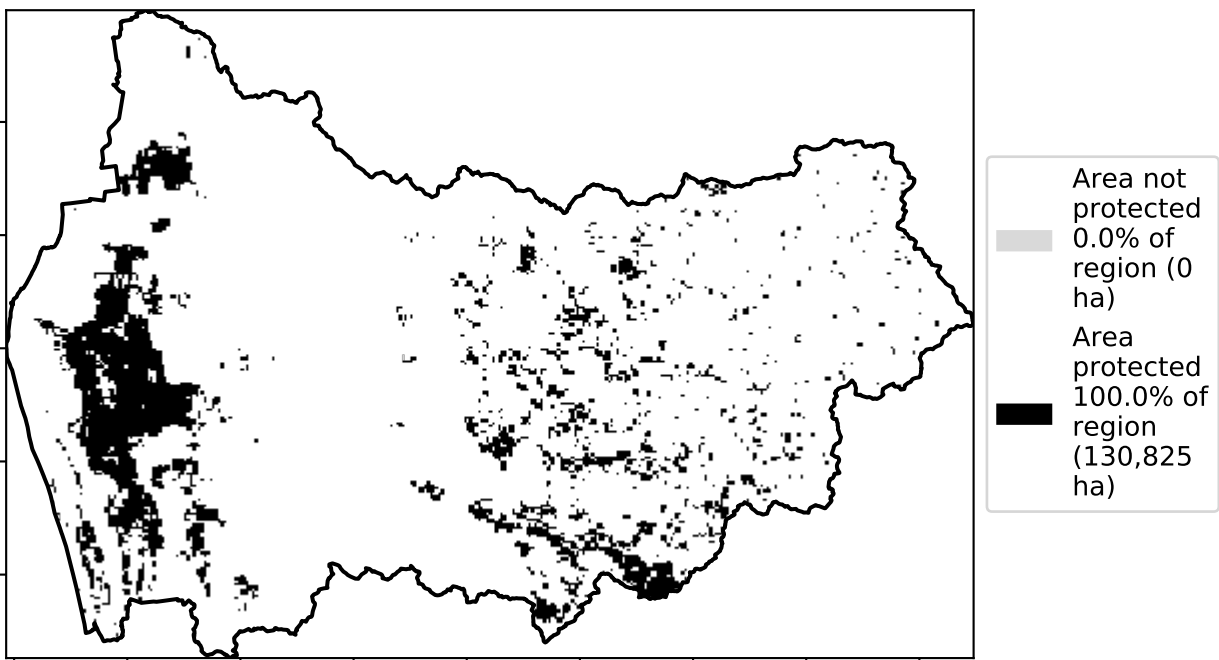 Area not
protected
0.0% of
region (0
ha)
Area
protected
100.0% of
region
(130,825
ha)